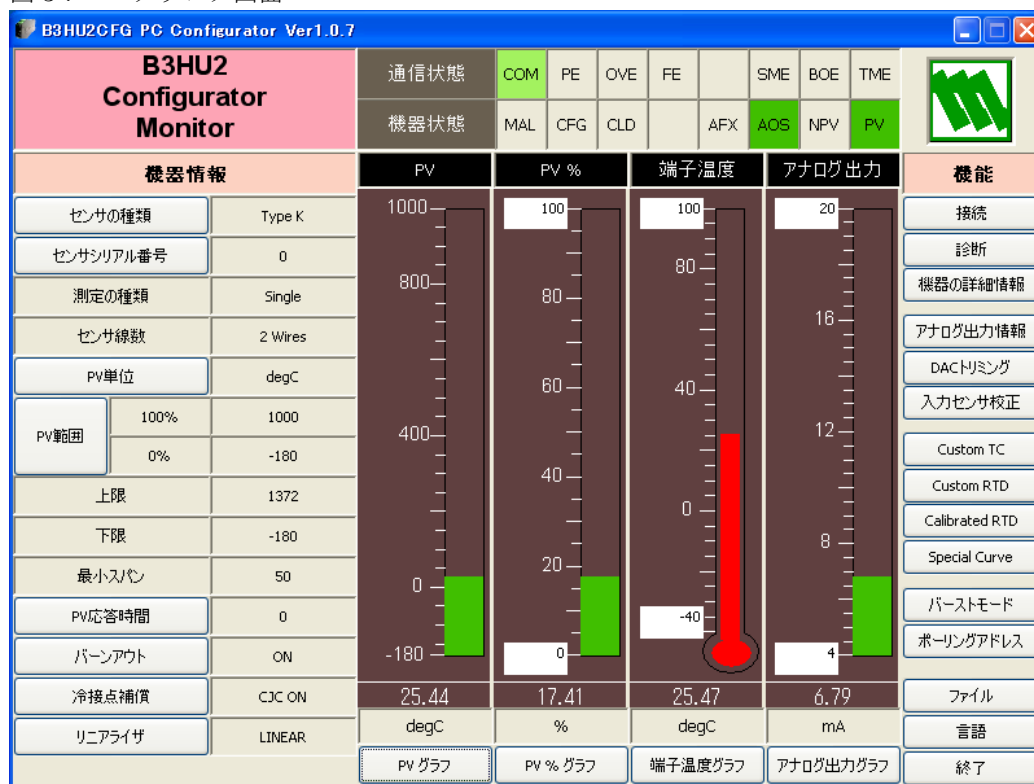 B3HU2CFG PC Configurator Ver1.0.7
B3HU2
Configurator
Monitor
通信状態 COM PE OVE FE SME BOE TME
機器状態 MAL CFG CLD AFX AOS NPV PV
機器情報
センサの種類 Type K
センサシリアル番号 0
測定の種類 Single
センサ線数 2 Wires
PV単位 degC
PV範囲 100% 1000
0% -180
上限 1372
下限 -180
最小スパン 50
PV応答時間 0
バーンアウト ON
冷接点補償 CJC ON
リニアライザ LINEAR
PV
1000
800
400
0
-180
25.44
degC
PV グラフ
PV %
100
80
60
40
20
0
17.41
%
PV % グラフ
端子温度
100
80
40
0
-40
25.47
degC
端子温度グラフ
アナログ出力
20
16
12
8
4
6.79
mA
アナログ出力グラフ
機能
接続
診断
機器の詳細情報
アナログ出力情報
DACトリミング
入力センサ校正
Custom TC
Custom RTD
Calibrated RTD
Special Curve
バーストモード
ポーリングアドレス
ファイル
言語
終了